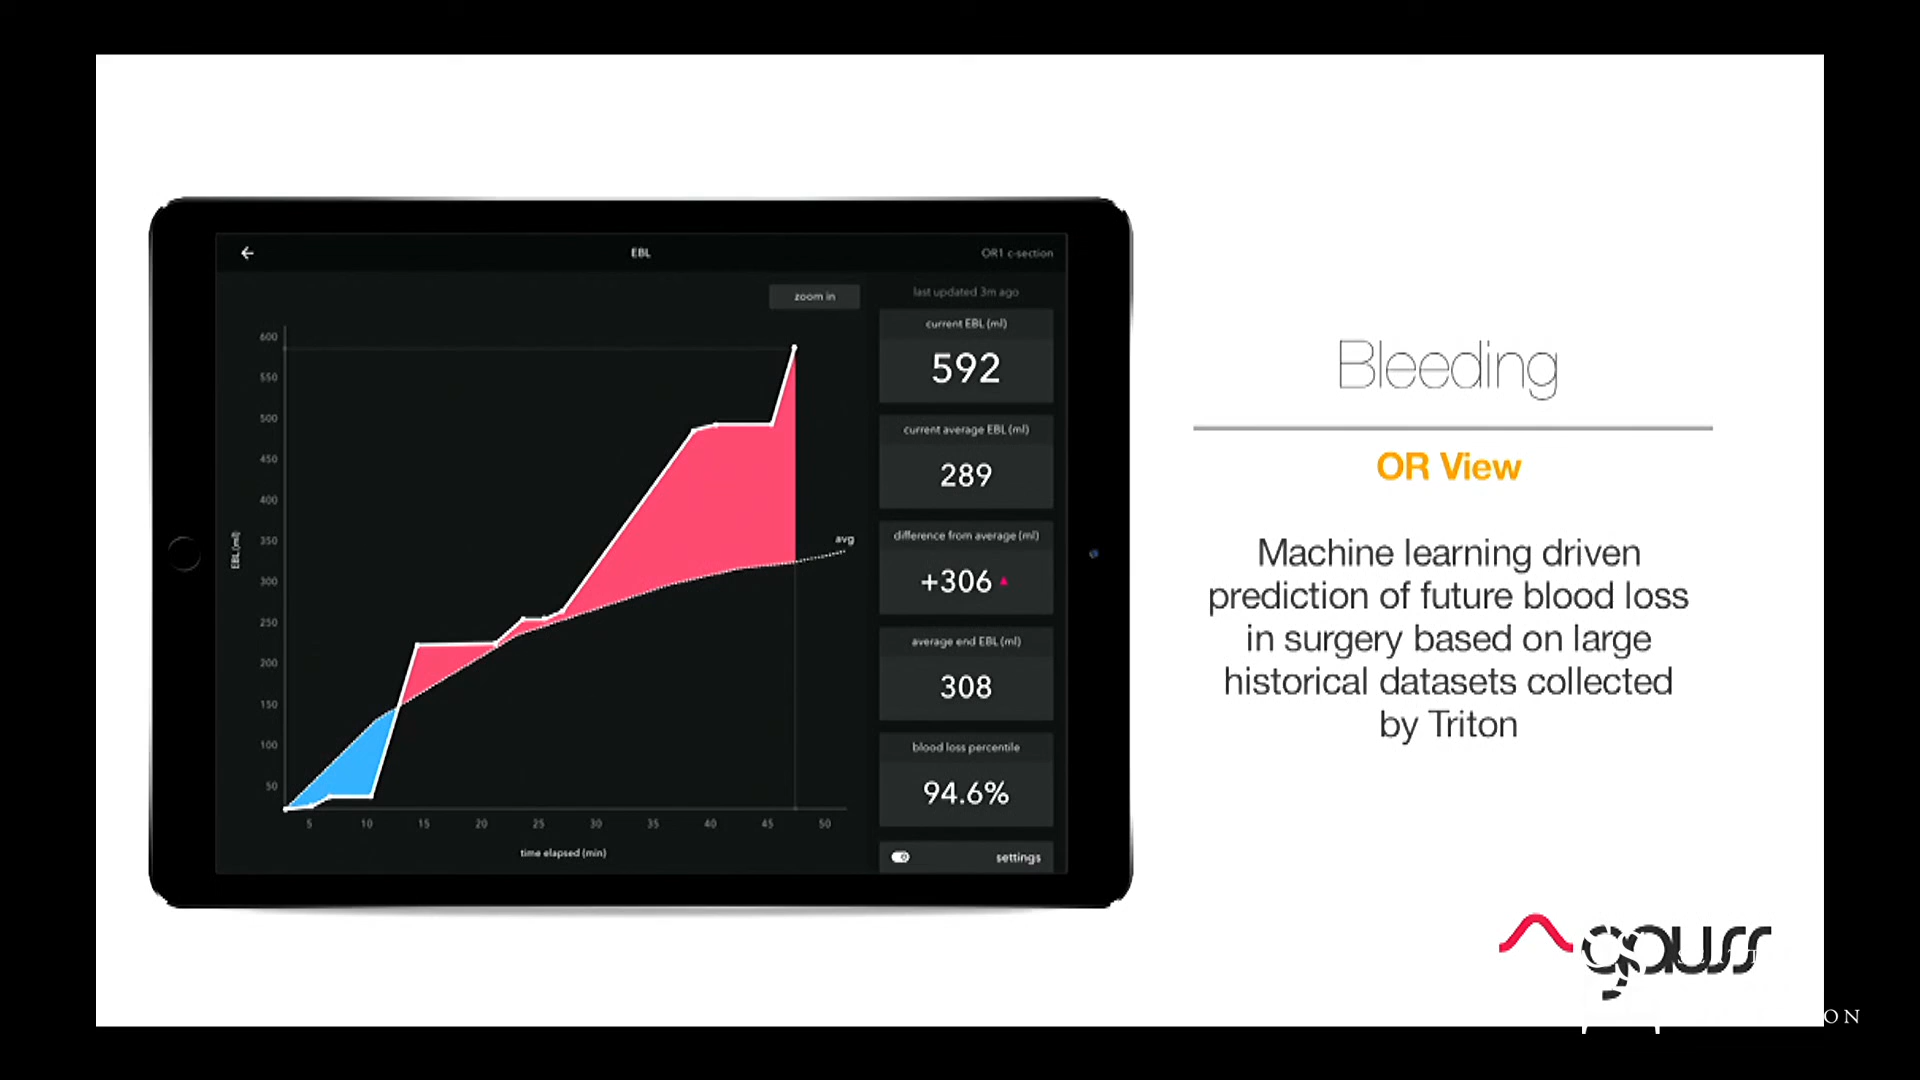 EBL
OR1 c-section
zoom in
last updated 3m ago
current EBL (ml)
592
current average EBL (ml)
289
difference from average (ml)
+306
average end EBL (ml)
308
blood loss percentile
94.6%
settings
600
550
500
450
400
350
300
250
200
150
100
50
EBL (ml)
avg
5 10 15 20 25 30 35 40 45 50
time elapsed (min)
Bleeding
OR View
Machine learning driven
prediction of future blood loss
in surgery based on large
historical datasets collected
by Triton
gauss